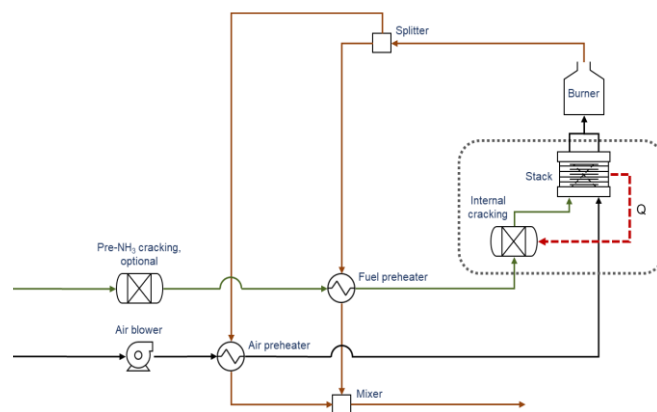 Splitter
Burner
Stack
Internal
cracking
Q
Pre-NH₃ cracking,
optional
Fuel preheater
Air blower
Air preheater
Mixer